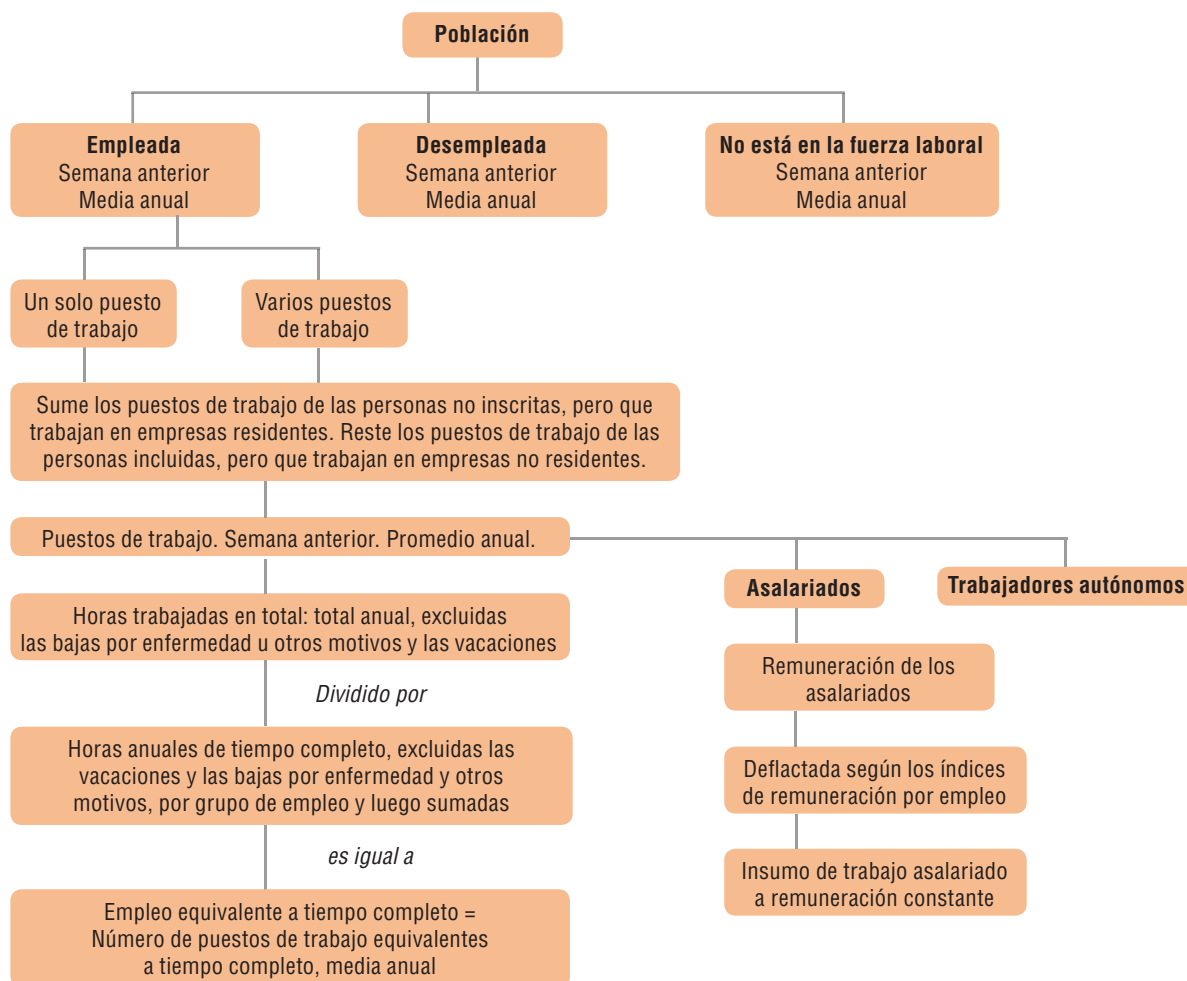 Población
Empleada
Semana anterior
Media anual
Desempleada
Semana anterior
Media anual
No está en la fuerza laboral
Semana anterior
Media anual
Un solo puesto
de trabajo
Varios puestos
de trabajo
Sume los puestos de trabajo de las personas no inscritas, pero que
trabajan en empresas residentes. Reste los puestos de trabajo de las
personas incluidas, pero que trabajan en empresas no residentes.
Puestos de trabajo. Semana anterior. Promedio anual.
Horas trabajadas en total: total anual, excluidas
las bajas por enfermedad u otros motivos y las vacaciones
Dividido por
Horas anuales de tiempo completo, excluidas las
vacaciones y las bajas por enfermedad y otros
motivos, por grupo de empleo y luego sumadas
es igual a
Empleo equivalente a tiempo completo =
Número de puestos de trabajo equivalentes
a tiempo completo, media anual
Asalariados
Trabajadores autónomos
Remuneración de los
asalariados
Deflactada según los índices
de remuneración por empleo
Insumo de trabajo asalariado
a remuneración constante